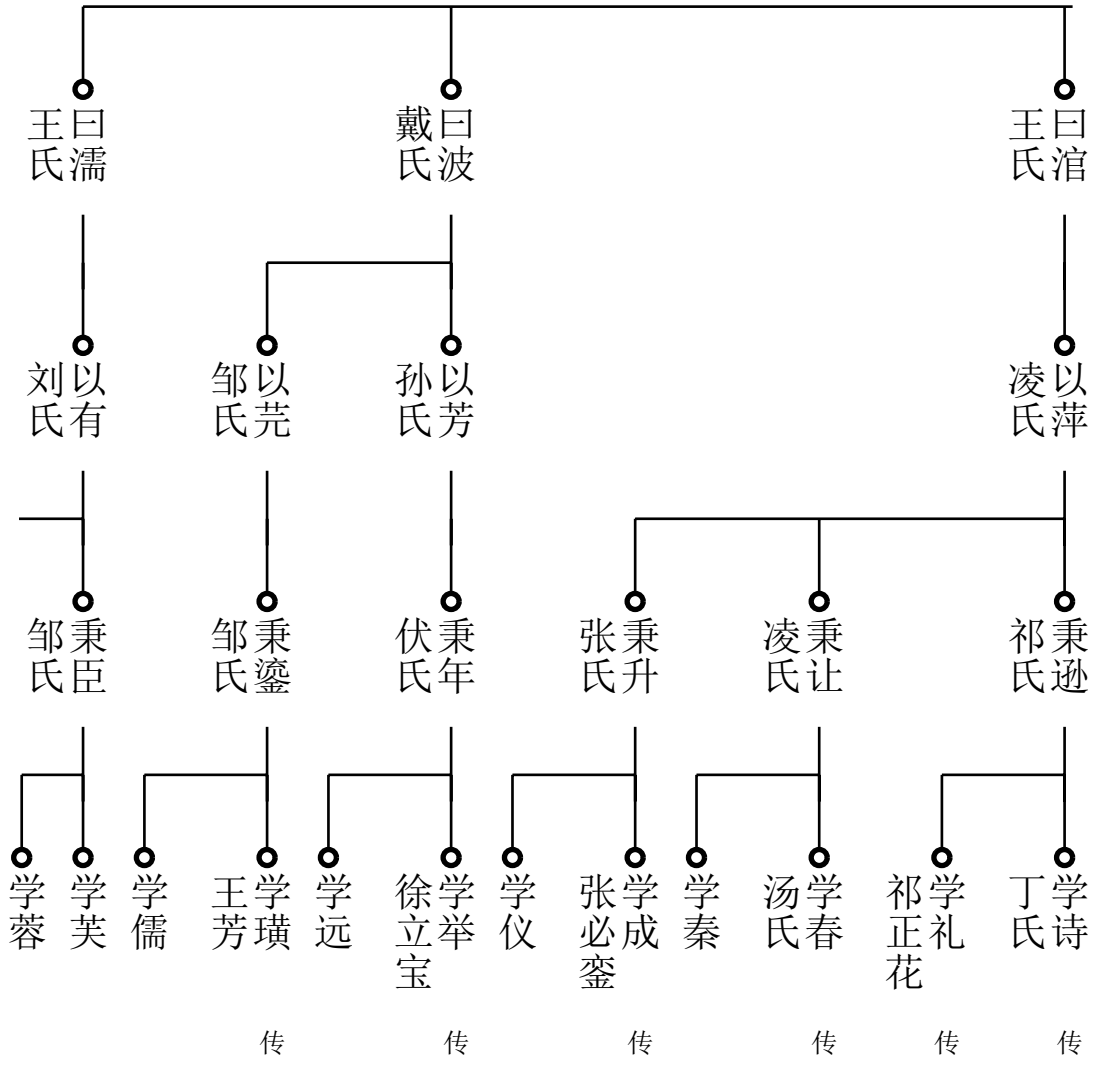 曰涫
王氏
曰波
戴氏
曰濡
王氏
以萍
凌氏
以芳
孙氏
以芫
邹氏
以有
刘氏
秉逊
祁氏
秉让
凌氏
秉升
张氏
秉年
伏氏
秉鎏
邹氏
秉臣
邹氏
学诗
丁氏
学礼
祁正花
学春
汤氏
学秦
学成
张必銮
学仪
学举
徐立宝
学远
学璜
王芳
学儒
学芙
学蓉
传
传
传
传
传
传